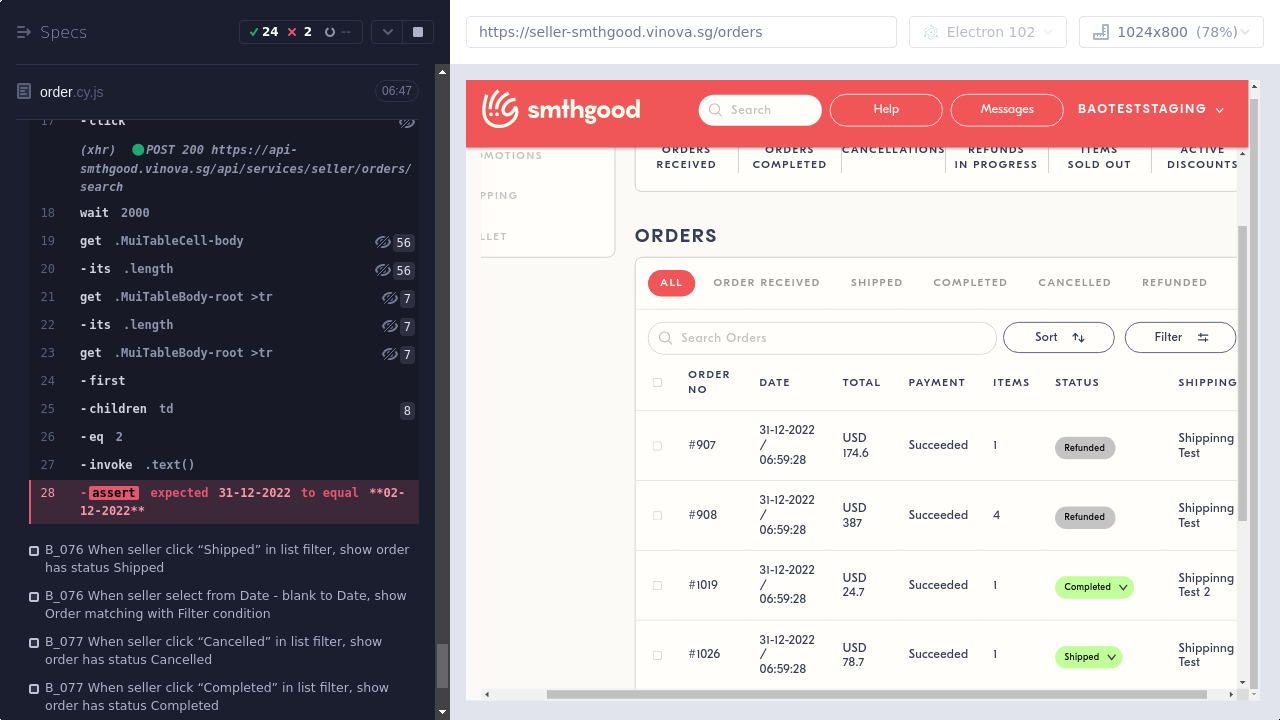 Specs
24 2 --
order.cy.js 06:47
17 -click
(xhr) POST 200 https://api-
smthgood.vinova.sg/api/services/seller/orders/
search
18 wait 2000
19 get .MuiTableCell-body 56
20 -its .length 56
21 get .MuiTableBody-root >tr 7
22 -its .length 7
23 get .MuiTableBody-root >tr 7
24 -first
25 -children td 8
26 -eq 2
27 -invoke .text()
28 -assert expected 31-12-2022 to equal **02-
12-2022**
B_076 When seller click “Shipped” in list filter, show order
has status Shipped
B_076 When seller select from Date - blank to Date, show
Order matching with Filter condition
B_077 When seller click “Cancelled” in list filter, show
order has status Cancelled
B_077 When seller click “Completed” in list filter, show
order has status Completed
https://seller-smthgood.vinova.sg/orders
Electron 102
1024x800 (78%)
smthgood
Search
Help
Messages
BAOTESTSTAGING
OMOTIONS
PPING
LLET
ORDERS
RECEIVED
ORDERS
COMPLETED
CANCELLATIONS
REFUNDS
IN PROGRESS
ITEMS
SOLD OUT
ACTIVE
DISCOUNTS
ORDERS
ALL ORDER RECEIVED SHIPPED COMPLETED CANCELLED REFUNDED
Search Orders
Sort
Filter
ORDER
NO
DATE TOTAL PAYMENT ITEMS STATUS SHIPPING
#907
31-12-2022
/
06:59:28
USD
174.6
Succeeded 1 Refunded
Shippinng
Test
#908
31-12-2022
/
06:59:28
USD
387
Succeeded 4 Refunded
Shippinng
Test
#1019
31-12-2022
/
06:59:28
USD
24.7
Succeeded 1 Completed
Shippinng
Test 2
#1026
31-12-2022
/
06:59:28
USD
78.7
Succeeded 1 Shipped
Shippinng
Test